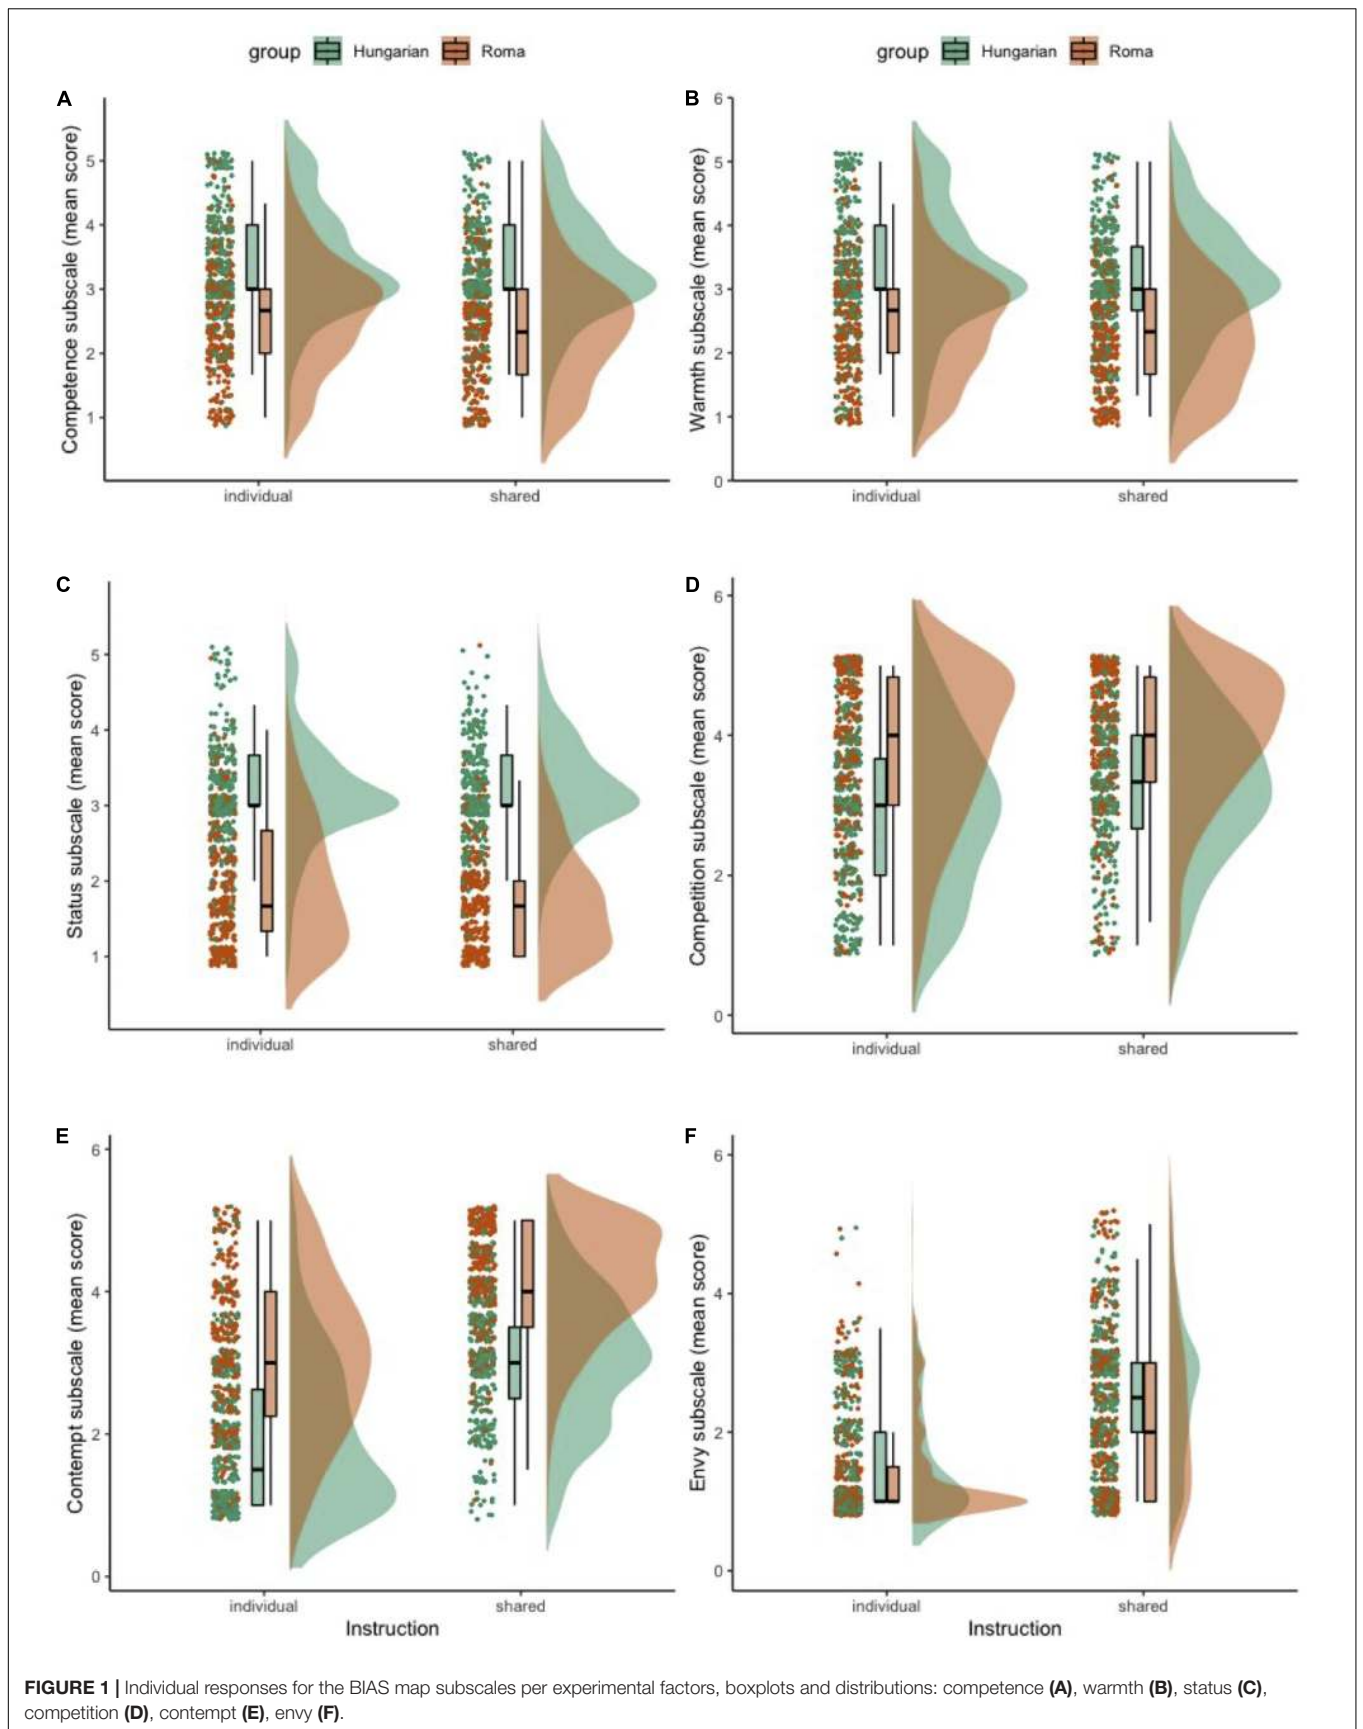 group Hungarian Roma
group Hungarian Roma
A
Competence subscale (mean score)
5
4
3
2
1
individual shared
B
Warmth subscale (mean score)
6
5
4
3
2
1
0
individual shared
C
Status subscale (mean score)
5
4
3
2
1
individual shared
D
Competition subscale (mean score)
6
4
2
0
individual shared
E
Contempt subscale (mean score)
6
4
2
0
individual shared
Instruction
F
Envy subscale (mean score)
6
4
2
0
individual shared
Instruction
FIGURE 1 | Individual responses for the BIAS map subscales per experimental factors, boxplots and distributions: competence (A), warmth (B), status (C),
competition (D), contempt (E), envy (F).